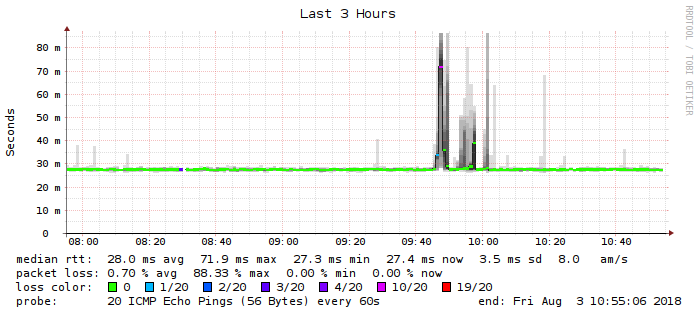 Last 3 Hours
RRDTOOL / TOBI OETIKER
Seconds
80 m
70 m
60 m
50 m
40 m
30 m
20 m
10 m
0
08:00 08:20 08:40 09:00 09:20 09:40 10:00 10:20 10:40
median rtt: 28.0 ms avg 71.9 ms max 27.3 ms min 27.4 ms now 3.5 ms sd 8.0 am/s
packet loss: 0.70 % avg 88.33 % max 0.00 % min 0.00 % now
loss color: 0 1/20 2/20 3/20 4/20 10/20 19/20
probe: 20 ICMP Echo Pings (56 Bytes) every 60s end: Fri Aug 3 10:55:06 2018